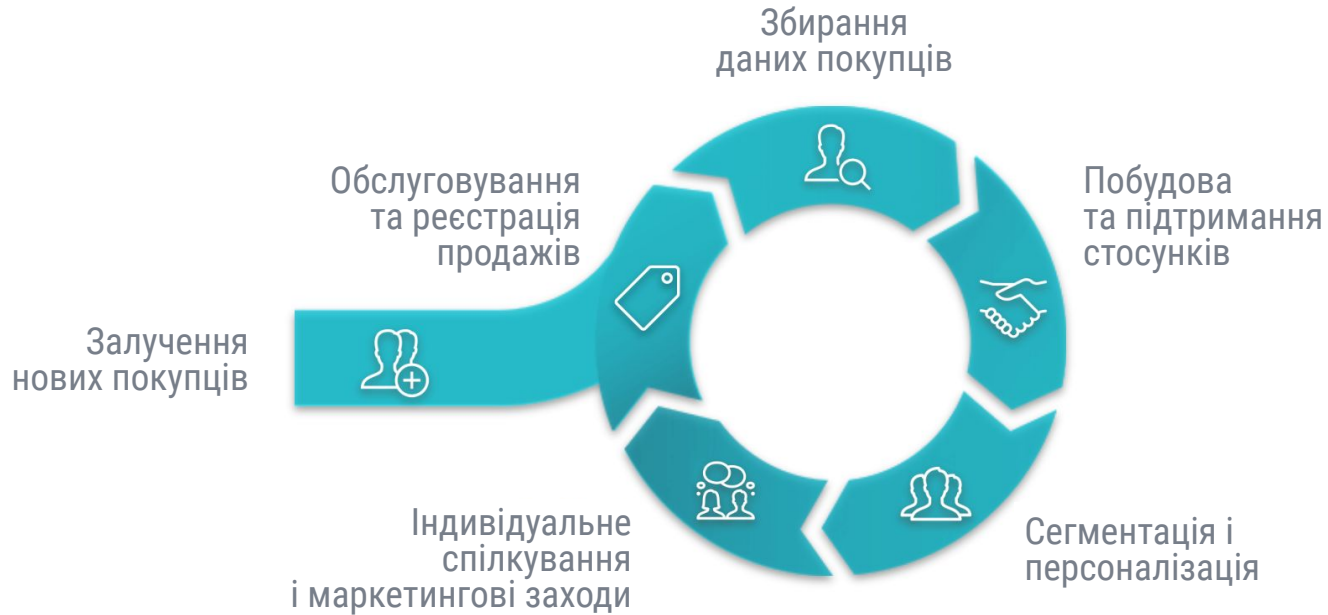 Збирання
даних покупців
Обслуговування
та реєстрація
продажів
Побудова
та підтримання
стосунків
Залучення
нових покупців
Індивідуальне
спілкування
і маркетингові заходи
Сегментація і
персоналізація